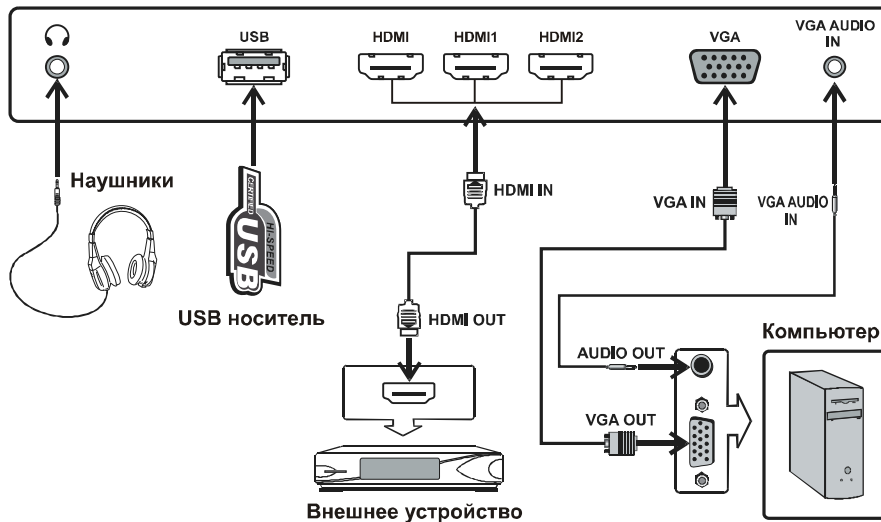 USB
HDMI
HDMI1
HDMI2
VGA
VGA AUDIO
IN
Наушники
CERTIFIED
USB
HI-SPEED
USB носитель
HDMI IN
HDMI OUT
Внешнее устройство
VGA IN
VGA AUDIO
IN
AUDIO OUT
VGA OUT
Компьютер